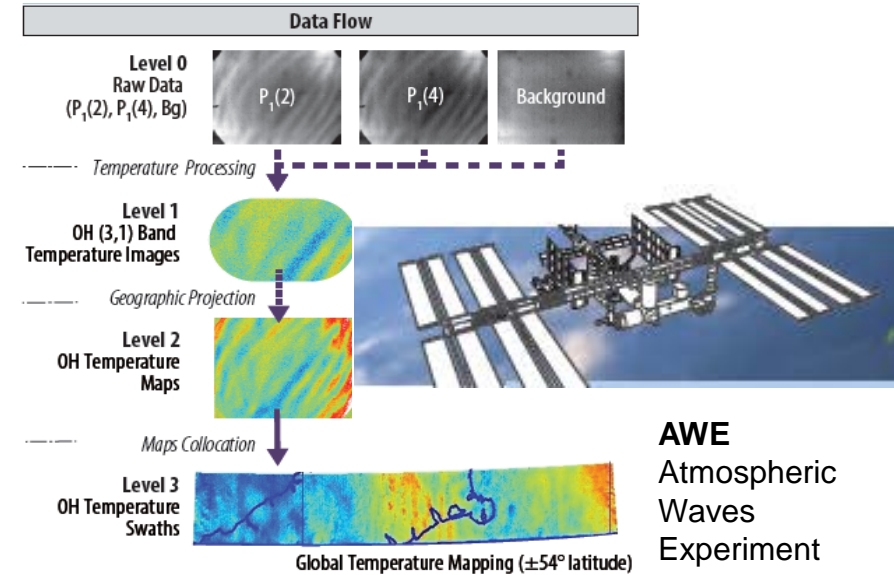 Data Flow
Level 0
Raw Data
(P₁(2), P₁(4), Bg)
P₁(2)
P₁(4)
Background
Temperature Processing
Level 1
OH (3,1) Band
Temperature Images
Geographic Projection
Level 2
OH Temperature
Maps
Maps Collocation
Level 3
OH Temperature
Swaths
Global Temperature Mapping (±54° latitude)
AWE
Atmospheric
Waves
Experiment